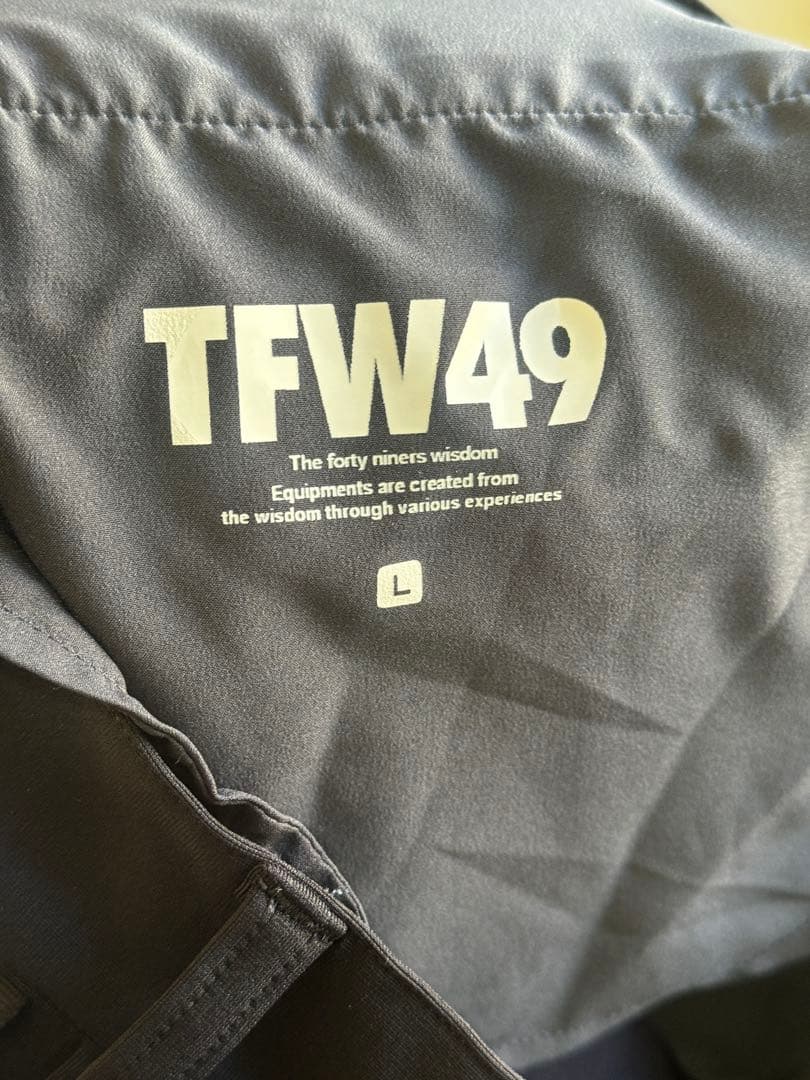 TFW49
The forty niners wisdom
Equipments are created from
the wisdom through various experiences
L